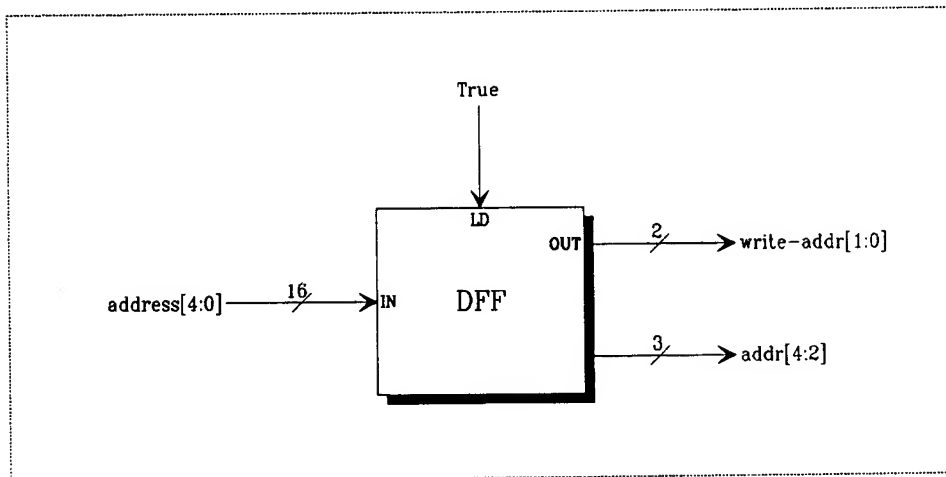 True
LD
OUT
2
write-addr[1:0]
address[4:0]
16
IN
DFF
3
addr[4:2]